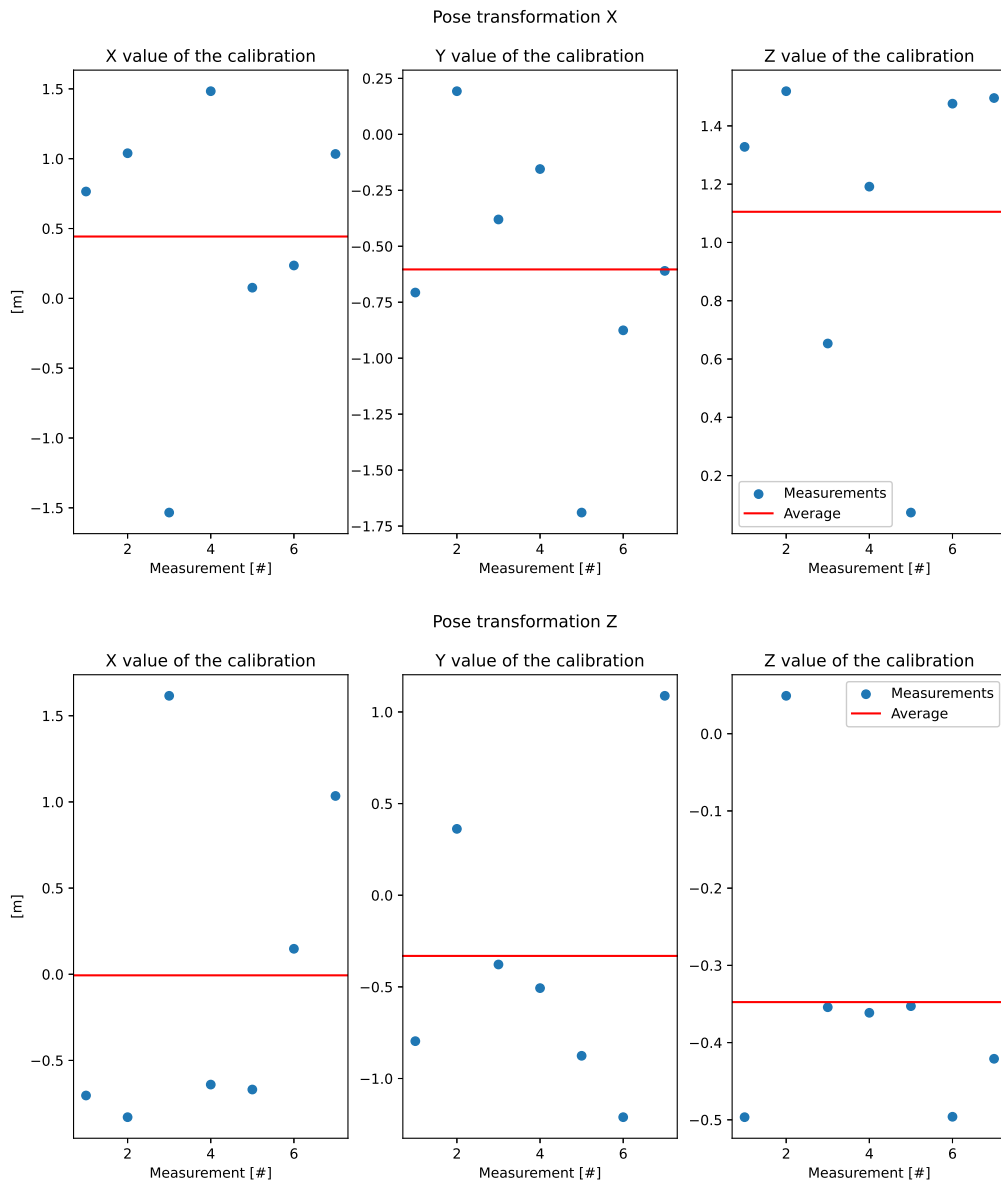 Pose transformation X
X value of the calibration
Y value of the calibration
Z value of the calibration
[m]
1.5
1.0
0.5
0.0
−0.5
−1.0
−1.5
2
4
6
Measurement [#]
0.25
0.00
−0.25
−0.50
−0.75
−1.00
−1.25
−1.50
−1.75
2
4
6
Measurement [#]
1.4
1.2
1.0
0.8
0.6
0.4
0.2
Measurements
Average
2
4
6
Measurement [#]
Pose transformation Z
X value of the calibration
Y value of the calibration
Z value of the calibration
[m]
1.5
1.0
0.5
0.0
−0.5
2
4
6
Measurement [#]
1.0
0.5
0.0
−0.5
−1.0
2
4
6
Measurement [#]
Measurements
Average
0.0
−0.1
−0.2
−0.3
−0.4
−0.5
2
4
6
Measurement [#]